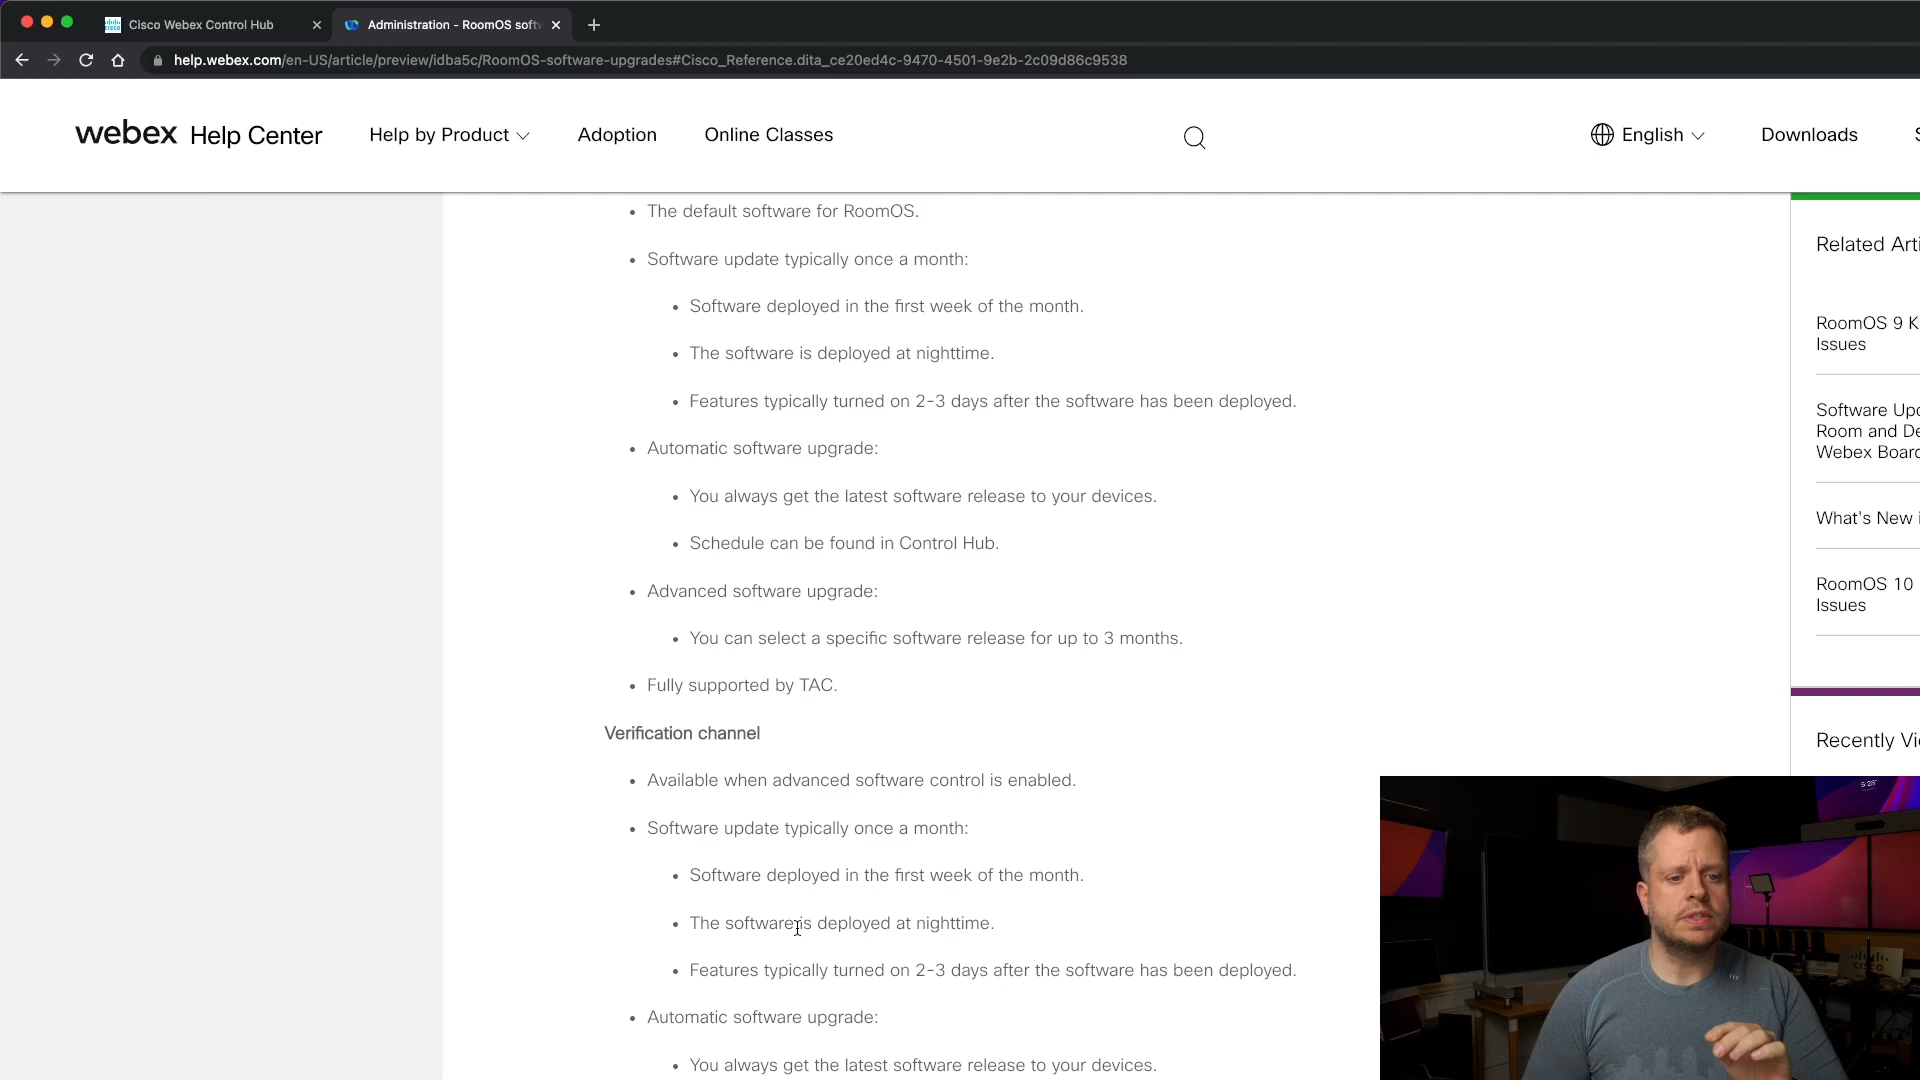 Cisco Webex Control Hub
Administration - RoomOS softw
help.webex.com/en-US/article/preview/idba5c/RoomOS-software-upgrades#Cisco_Reference.dita_ce20ed4c-9470-4501-9e2b-2c09d86c9538
webex Help Center
Help by Product
Adoption
Online Classes
English
Downloads
S
• The default software for RoomOS.
• Software update typically once a month:
• Software deployed in the first week of the month.
• The software is deployed at nighttime.
• Features typically turned on 2-3 days after the software has been deployed.
• Automatic software upgrade:
• You always get the latest software release to your devices.
• Schedule can be found in Control Hub.
• Advanced software upgrade:
• You can select a specific software release for up to 3 months.
• Fully supported by TAC.
Verification channel
• Available when advanced software control is enabled.
• Software update typically once a month:
• Software deployed in the first week of the month.
• The software is deployed at nighttime.
• Features typically turned on 2-3 days after the software has been deployed.
• Automatic software upgrade:
• You always get the latest software release to your devices.
Related Arti
RoomOS 9 K
Issues
Software Upd
Room and De
Webex Board
What's New i
RoomOS 10
Issues
Recently Vi
5:28
CISCO